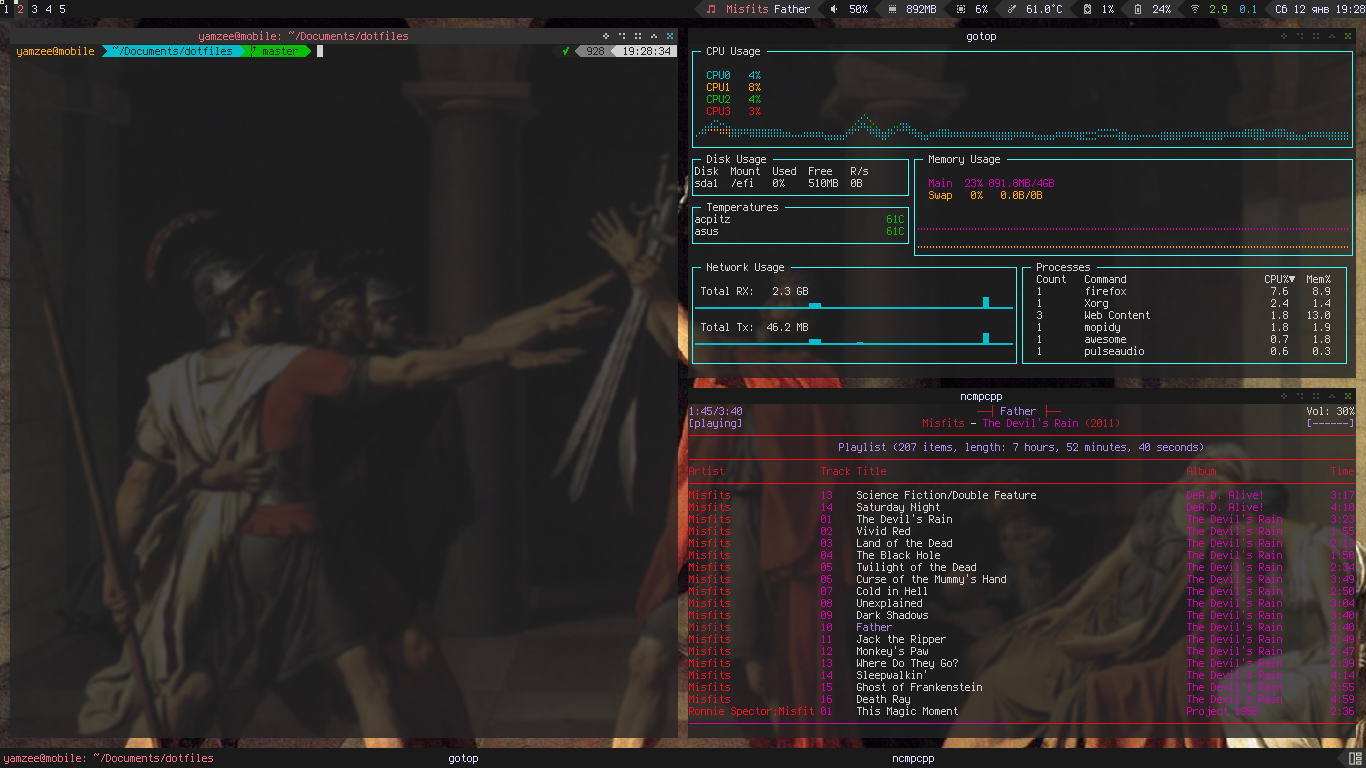 1 2 3 4 5
Misfits Father 50% 892MB 6% 61.0°C 1% 24% 2.9 0.1 Сб 12 янв 19:28
yamzee@mobile: ~/Documents/dotfiles
yamzee@mobile ~/Documents/dotfiles master
✓ 928 19:28:34
gotop
CPU Usage
CPU0 4%
CPU1 8%
CPU2 4%
CPU3 3%
Disk Usage
Disk Mount Used Free R/s
sda1 /efi 0% 510MB 0B
Temperatures
acpitz 61C
asus 61C
Memory Usage
Main 23% 891.8MB/4GB
Swap 0% 0.0B/0B
Network Usage
Total RX: 2.3 GB
Total Tx: 46.2 MB
Processes
Count Command CPU%▼ Mem%
1 firefox 7.6 8.9
1 Xorg 2.4 1.4
3 Web Content 1.8 13.0
1 mopidy 1.8 1.9
1 awesome 0.7 1.8
1 pulseaudio 0.6 0.3
ncmpcpp
1:45/3:40 ┤ Father ├ Vol: 30%
[playing] Misfits - The Devil's Rain (2011) [------]
Playlist (207 items, length: 7 hours, 52 minutes, 40 seconds)
Artist Track Title Album Time
Misfits 13 Science Fiction/Double Feature DeA.D. Alive! 3:17
Misfits 14 Saturday Night DeA.D. Alive! 4:10
Misfits 01 The Devil's Rain The Devil's Rain 3:23
Misfits 02 Vivid Red The Devil's Rain 1:55
Misfits 03 Land of the Dead The Devil's Rain
Misfits 04 The Black Hole The Devil's Rain 1:50
Misfits 05 Twilight of the Dead The Devil's Rain 2:34
Misfits 06 Curse of the Mummy's Hand The Devil's Rain 3:49
Misfits 07 Cold in Hell The Devil's Rain 2:50
Misfits 08 Unexplained The Devil's Rain 3:04
Misfits 09 Dark Shadows The Devil's Rain 3:40
Misfits 10 Father The Devil's Rain 3:40
Misfits 11 Jack the Ripper The Devil's Rain 3:49
Misfits 12 Monkey's Paw The Devil's Rain 2:47
Misfits 13 Where Do They Go? The Devil's Rain 2:39
Misfits 14 Sleepwalkin' The Devil's Rain 4:14
Misfits 15 Ghost of Frankenstein The Devil's Rain 2:55
Misfits 16 Death Ray The Devil's Rain 4:59
Ronnie Spector;Misfit 01 This Magic Moment Project 2:36
yamzee@mobile: ~/Documents/dotfiles gotop ncmpcpp